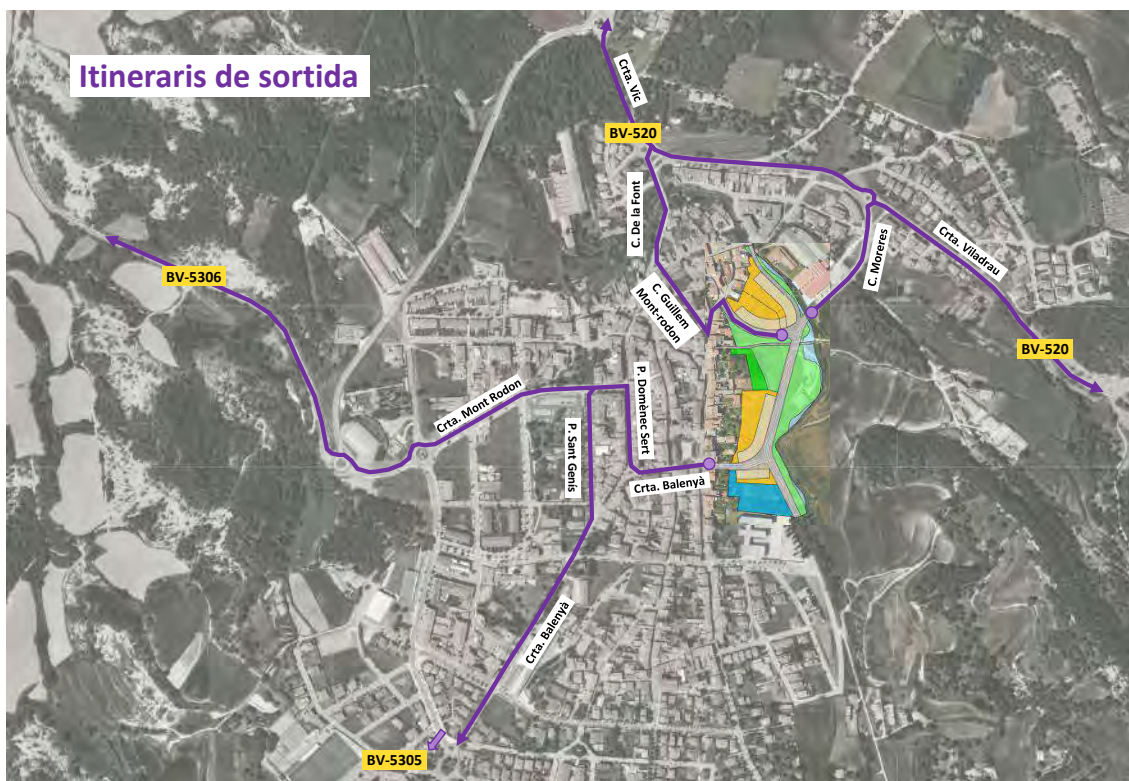 Itineraris de sortida
Crta. Vic
BV-520
C. De la Font
C. Moreres
Crta. Viladrau
BV-5306
C. Guillem
Mont-rodon
BV-520
Crta. Mont Rodon
P. Domènec Sert
P. Sant Genís
Crta. Balenyà
Crta. Balenyà
BV-5305